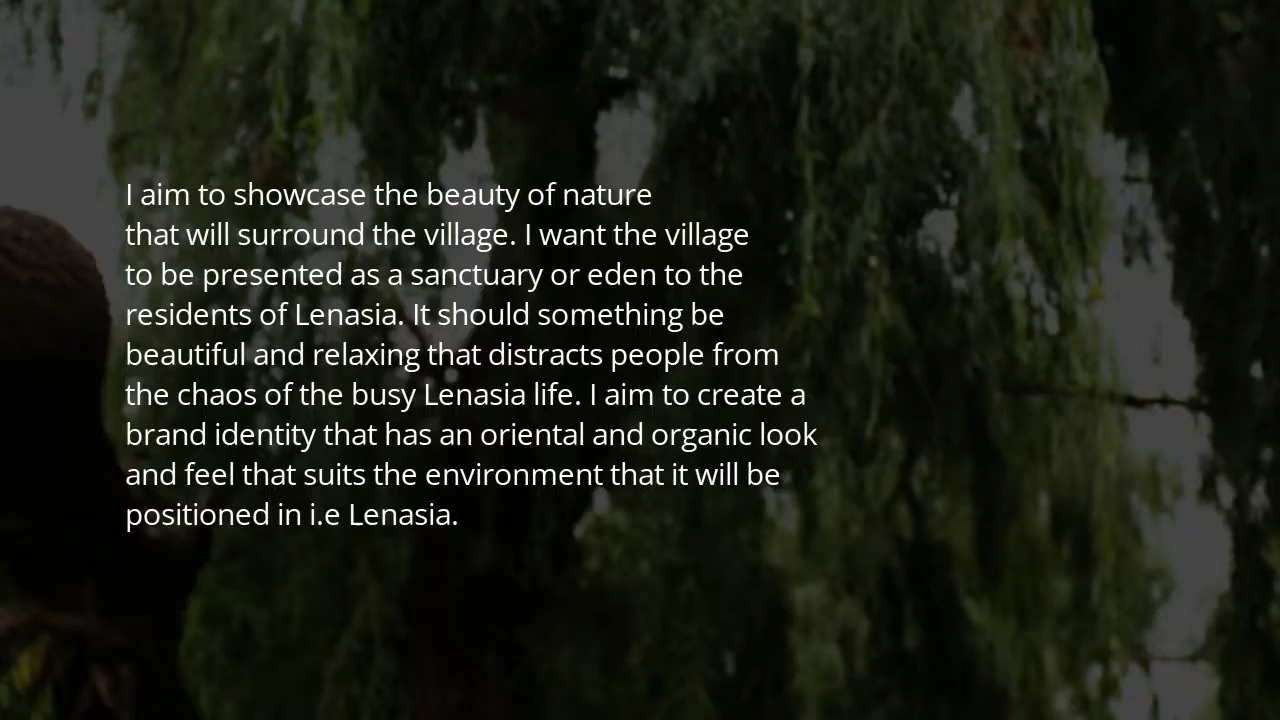 I aim to showcase the beauty of nature
that will surround the village. I want the village
to be presented as a sanctuary or eden to the
residents of Lenasia. It should something be
beautiful and relaxing that distracts people from
the chaos of the busy Lenasia life. I aim to create a
brand identity that has an oriental and organic look
and feel that suits the environment that it will be
positioned in i.e Lenasia.